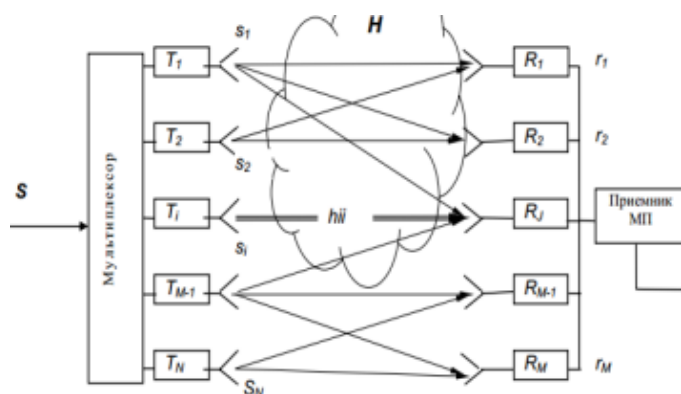 s1 H
T1 R1 r1
T2 R2 r2
s2
S
Мультиплексор
Ti hii RJ
Приемник
МП
si
TM-1 RM-1
TN RM rM
SN